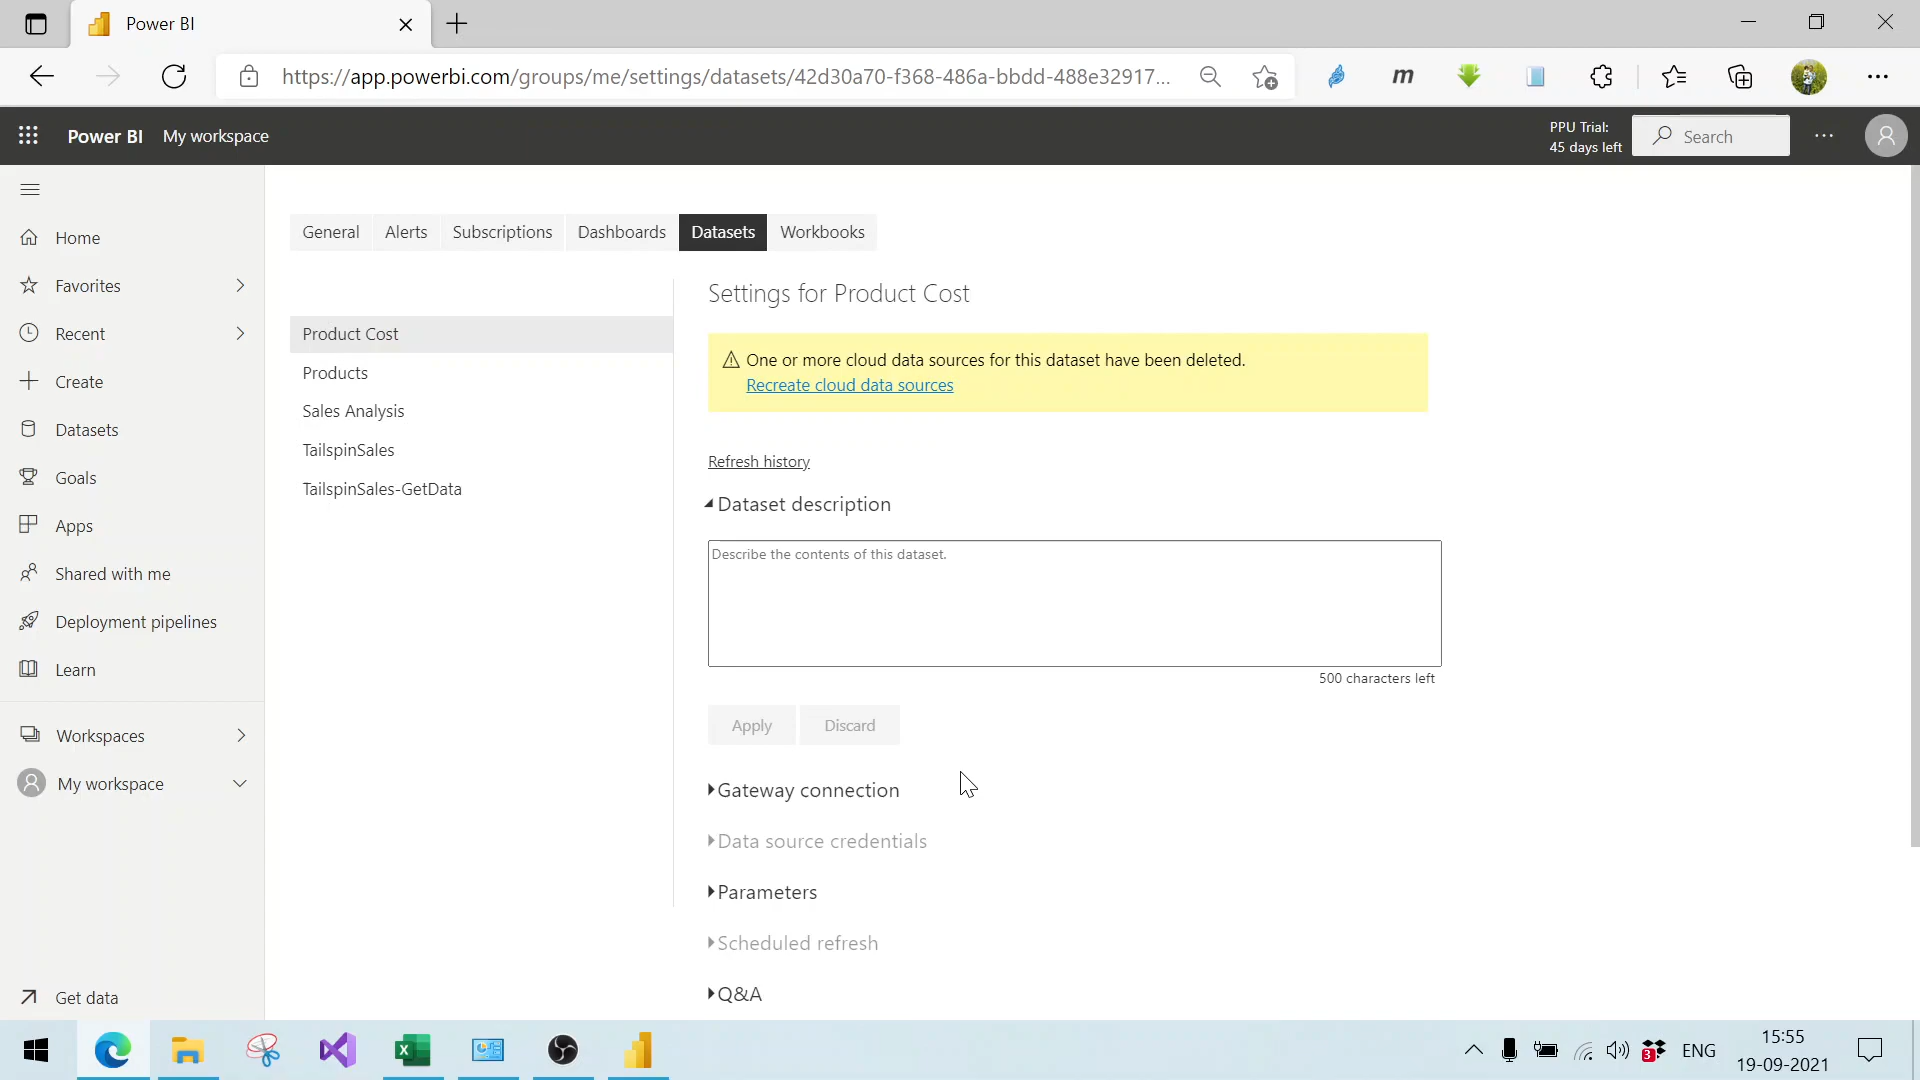 Power BI
https://app.powerbi.com/groups/me/settings/datasets/42d30a70-f368-486a-bbdd-488e32917...
m
Power BI
My workspace
PPU Trial:
45 days left
Search
Home
Favorites
Recent
Create
Datasets
Goals
Apps
Shared with me
Deployment pipelines
Learn
Workspaces
My workspace
Get data
General
Alerts
Subscriptions
Dashboards
Datasets
Workbooks
Product Cost
Products
Sales Analysis
TailspinSales
TailspinSales-GetData
Settings for Product Cost
One or more cloud data sources for this dataset have been deleted.
Recreate cloud data sources
Refresh history
Dataset description
Describe the contents of this dataset.
500 characters left
Apply
Discard
Gateway connection
Data source credentials
Parameters
Scheduled refresh
Q&A
3
ENG
15:55
19-09-2021